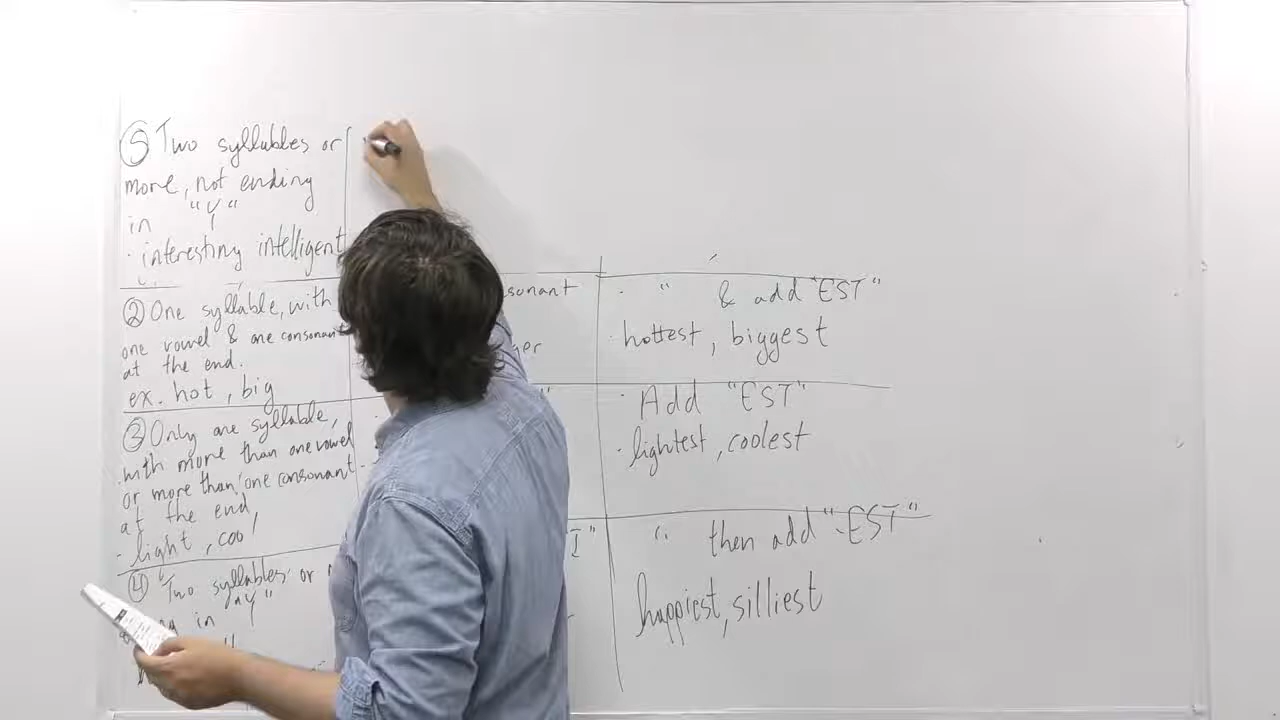 ⑤ Two syllables or
more, not ending
in "Y"
· interesting intelligent
② One syllable, with
one vowel & one consonant
at the end.
ex. hot, big
· " & add "EST"
· hottest, biggest
③ Only one syllable,
with more than one vowel
or more than one consonant
at the end,
- light, cool
· Add "EST"
· lightest, coolest
④ Two syllables or
in "Y"
I"
" then add "-EST"
happiest, silliest